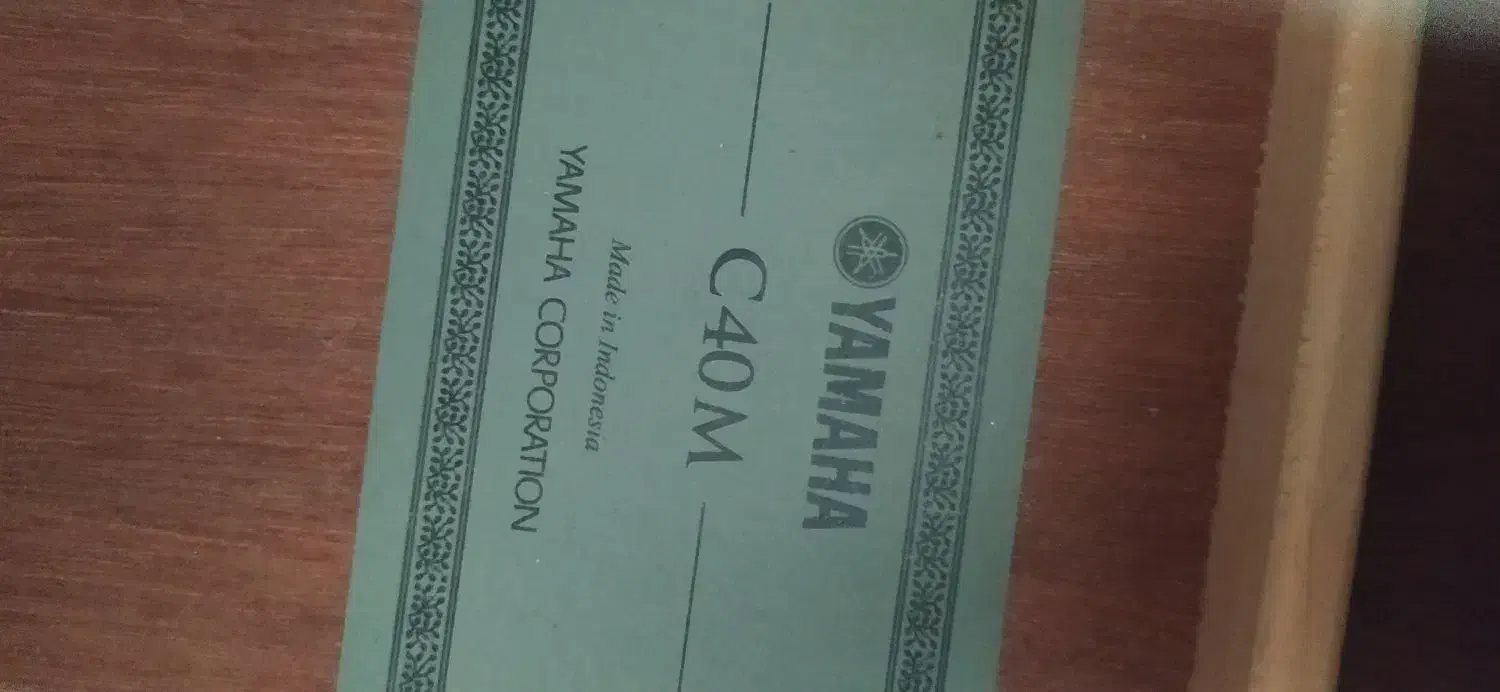 YAMAHA
C40M
Made in Indonesia
YAMAHA CORPORATION